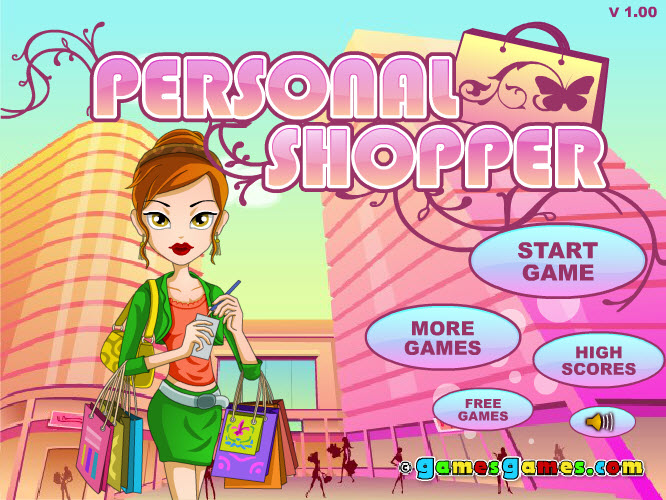 V 1.00
PERSONAL
SHOPPER
START
GAME
MORE
GAMES
HIGH
SCORES
FREE
GAMES
© gamesgames.com